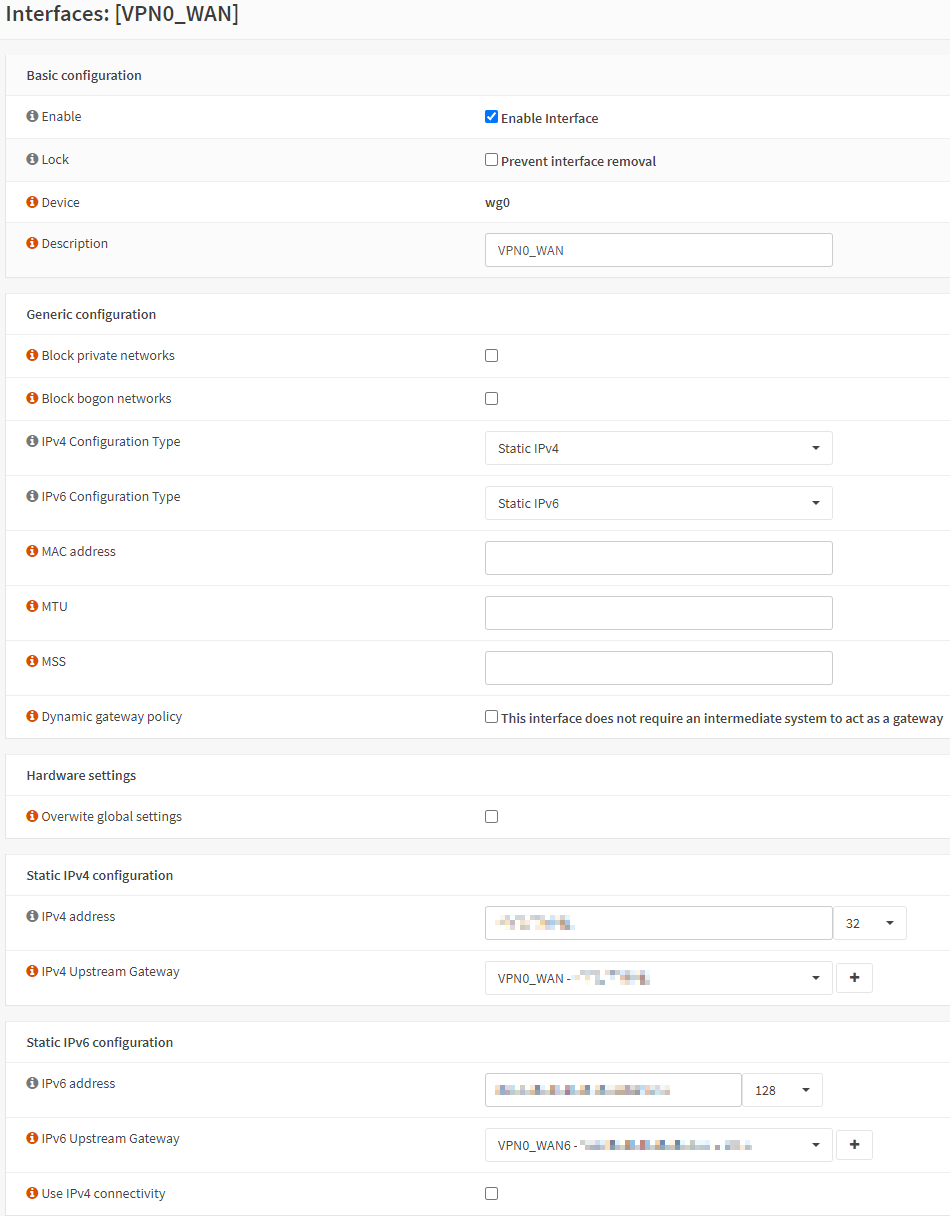 Interfaces: [VPN0_WAN]
Basic configuration
Enable
Enable Interface
Lock
Prevent interface removal
Device
wg0
Description
VPN0_WAN
Generic configuration
Block private networks
Block bogon networks
IPv4 Configuration Type
Static IPv4
IPv6 Configuration Type
Static IPv6
MAC address
MTU
MSS
Dynamic gateway policy
This interface does not require an intermediate system to act as a gateway
Hardware settings
Overwite global settings
Static IPv4 configuration
IPv4 address
32
IPv4 Upstream Gateway
VPN0_WAN -
Static IPv6 configuration
IPv6 address
128
IPv6 Upstream Gateway
VPN0_WAN6 -
Use IPv4 connectivity